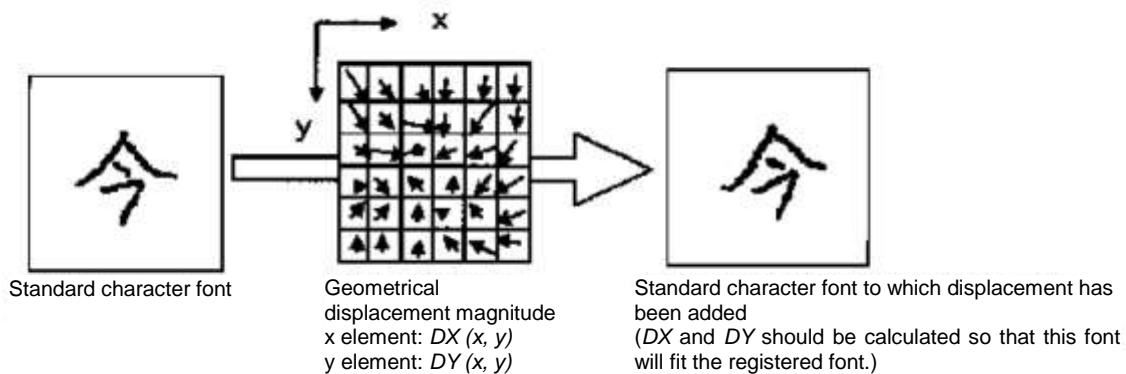 x
y
今
今
Standard character font
Geometrical
displacement magnitude
x element: DX (x, y)
y element: DY (x, y)
Standard character font to which displacement has
been added
(DX and DY should be calculated so that this font
will fit the registered font.)